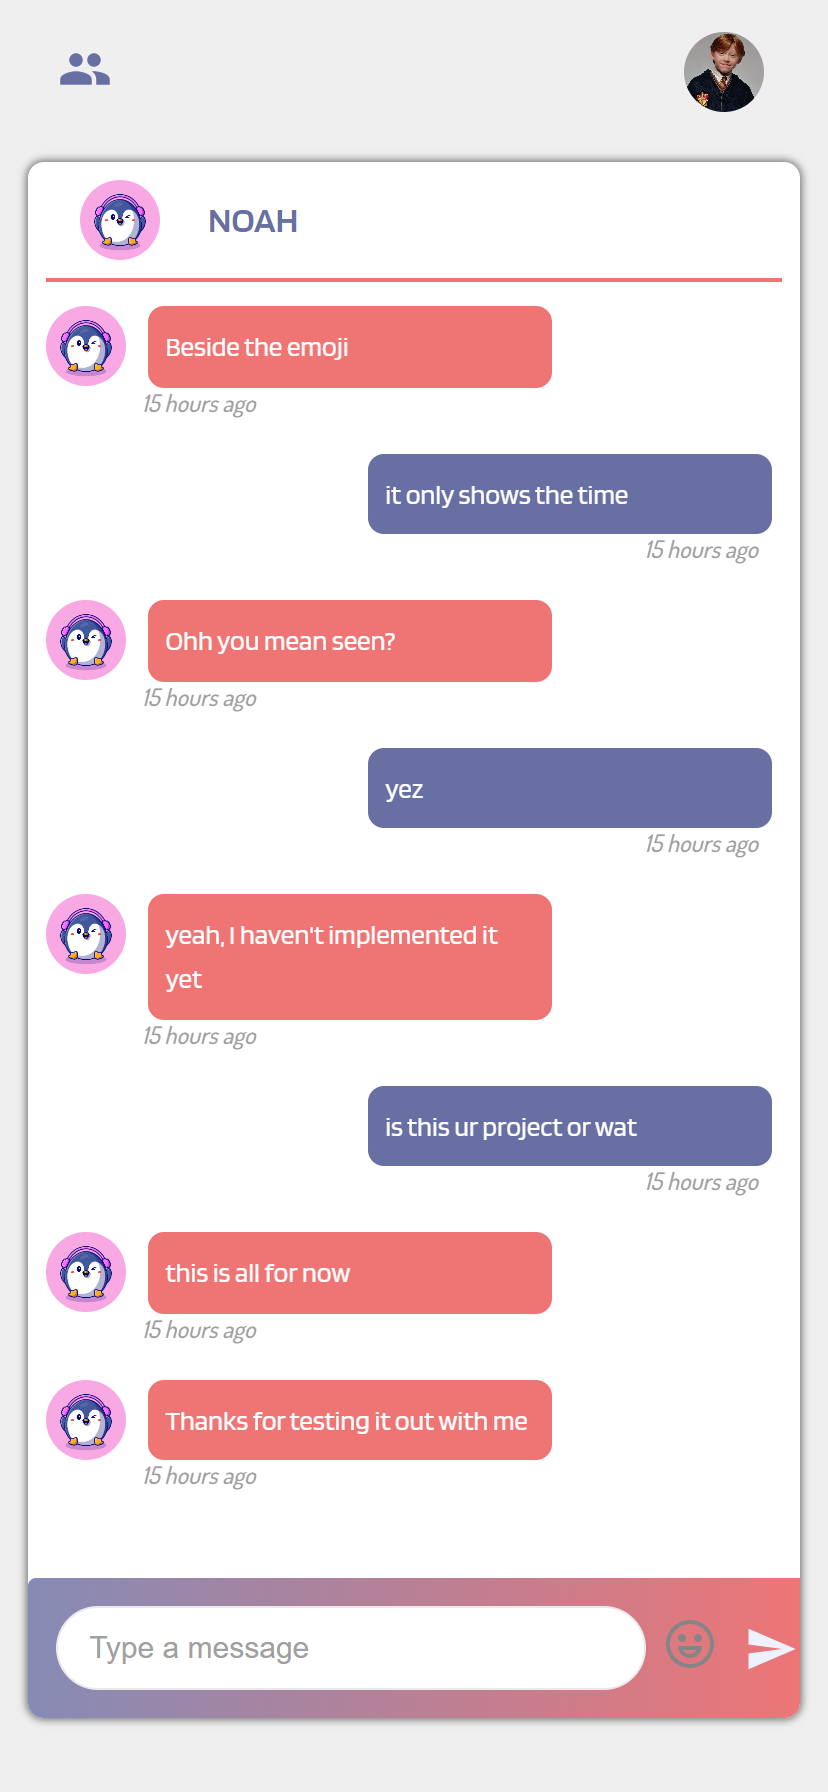 NOAH
Beside the emoji
15 hours ago
it only shows the time
15 hours ago
Ohh you mean seen?
15 hours ago
yez
15 hours ago
yeah, I haven't implemented it
yet
15 hours ago
is this ur project or wat
15 hours ago
this is all for now
15 hours ago
Thanks for testing it out with me
15 hours ago
Type a message